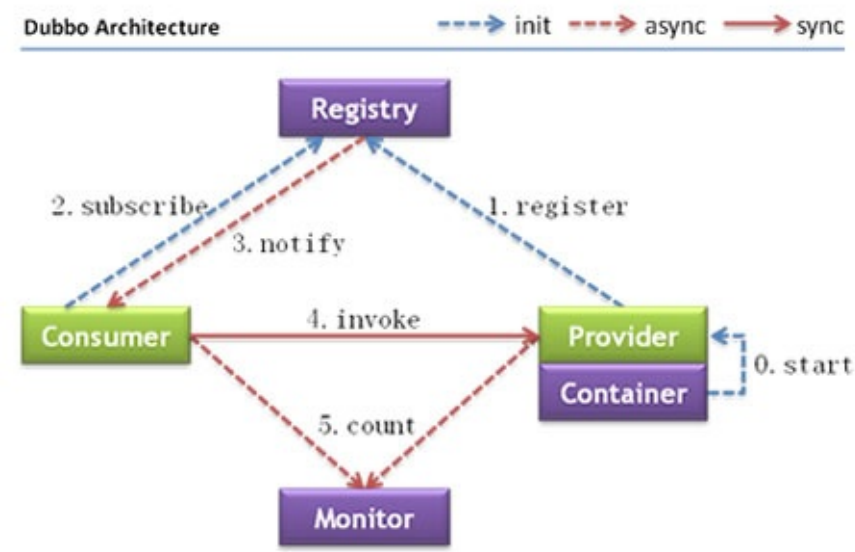 Dubbo Architecture
init
async
sync
Registry
2. subscribe
1. register
3. notify
Consumer
4. invoke
Provider
0. start
Container
5. count
Monitor